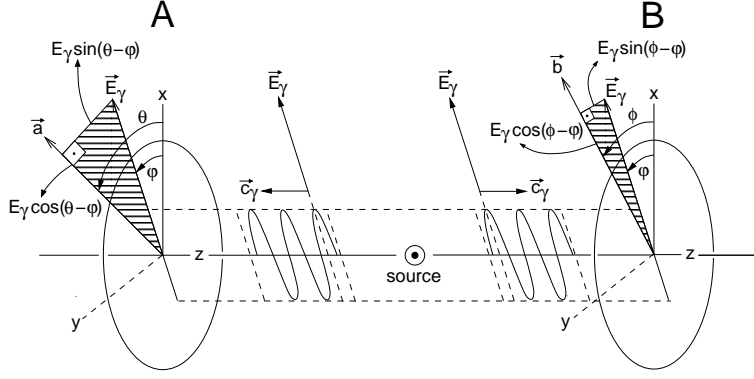 A
B
E_γ sin(θ−φ)
E⃗_γ
x
θ
a⃗
φ
E_γ cos(θ−φ)
z
y
E⃗_γ
c⃗_γ
source
E⃗_γ
c⃗_γ
E_γ sin(ϕ−φ)
b⃗
E⃗_γ
x
E_γ cos(ϕ−φ)
ϕ
φ
z
y